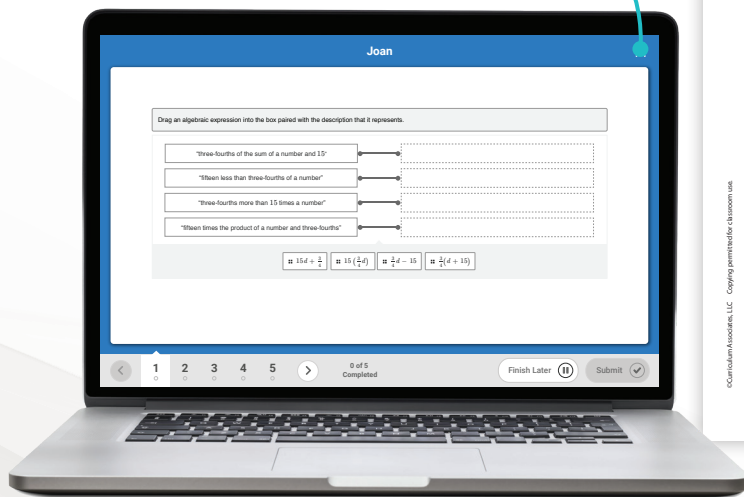 Joan
Drag an algebraic expression into the box paired with the description that it represents.
"three-fourths of the sum of a number and 15"
"fifteen less than three-fourths of a number"
"three-fourths more than 15 times a number"
"fifteen times the product of a number and three-fourths"
15d + 3/4 15(3/4 d) 3/4 d − 15 3/4(d + 15)
1 2 3 4 5
0 of 5
Completed
Finish Later
Submit
©Curriculum Associates, LLC Copying permitted for classroom use.